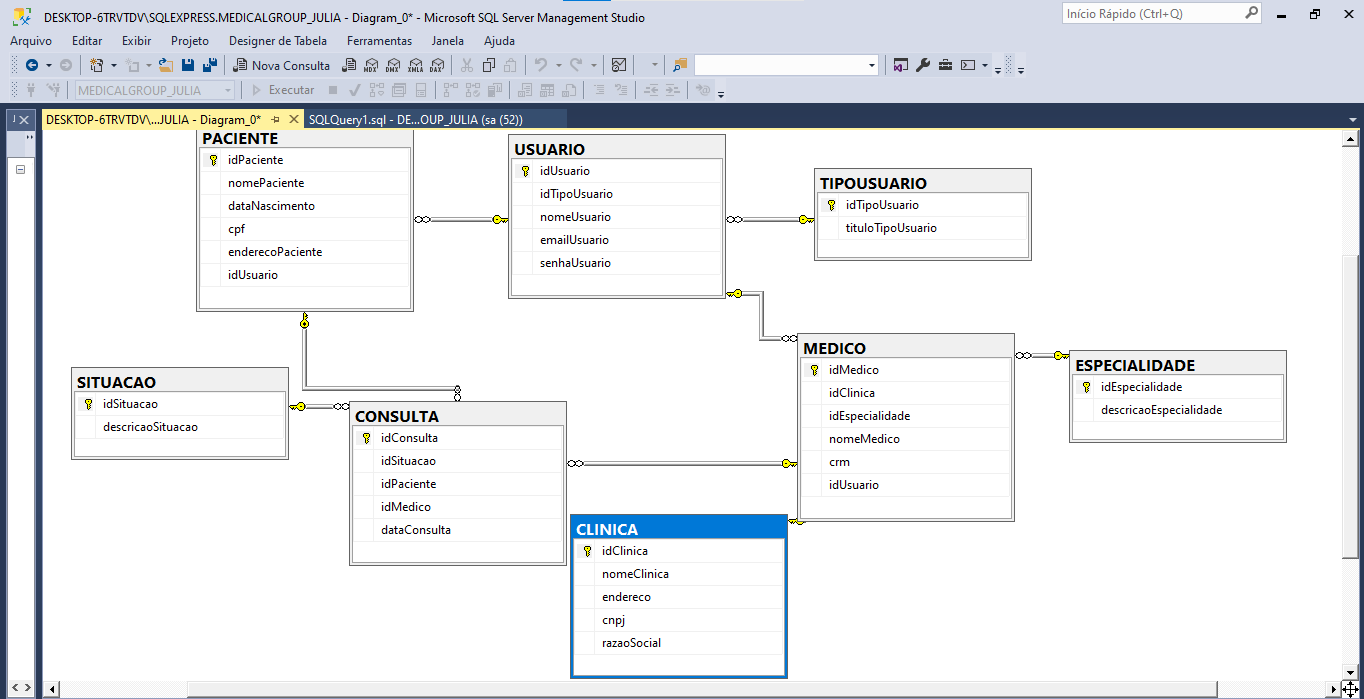 DESKTOP-6TRVTDV\SQLEXPRESS.MEDICALGROUP_JULIA - Diagram_0* - Microsoft SQL Server Management Studio
Início Rápido (Ctrl+Q)
Arquivo Editar Exibir Projeto Designer de Tabela Ferramentas Janela Ajuda
Nova Consulta MDX DMX XMLA DAX
MEDICALGROUP_JULIA Executar
DESKTOP-6TRVTDV\...JULIA - Diagram_0* SQLQuery1.sql - DE...OUP_JULIA (sa (52))
PACIENTE
idPaciente
nomePaciente
dataNascimento
cpf
enderecoPaciente
idUsuario
USUARIO
idUsuario
idTipoUsuario
nomeUsuario
emailUsuario
senhaUsuario
TIPOUSUARIO
idTipoUsuario
tituloTipoUsuario
MEDICO
idMedico
idClinica
idEspecialidade
nomeMedico
crm
idUsuario
ESPECIALIDADE
idEspecialidade
descricaoEspecialidade
SITUACAO
idSituacao
descricaoSituacao
CONSULTA
idConsulta
idSituacao
idPaciente
idMedico
dataConsulta
CLINICA
idClinica
nomeClinica
endereco
cnpj
razaoSocial